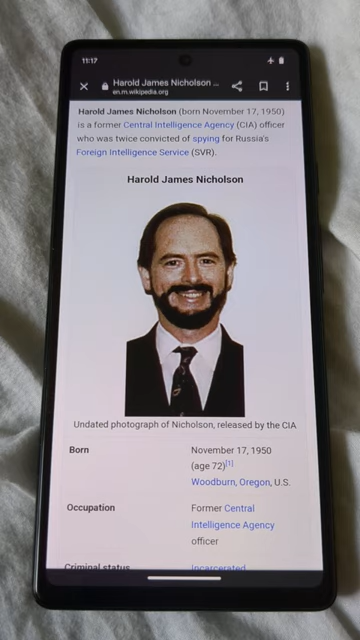 11:17
Harold James Nicholson ...
en.m.wikipedia.org
Harold James Nicholson (born November 17, 1950)
is a former Central Intelligence Agency (CIA) officer
who was twice convicted of spying for Russia's
Foreign Intelligence Service (SVR).
Harold James Nicholson
Undated photograph of Nicholson, released by the CIA
Born November 17, 1950
(age 72)[1]
Woodburn, Oregon, U.S.
Occupation Former Central
Intelligence Agency
officer
Criminal status Incarcerated